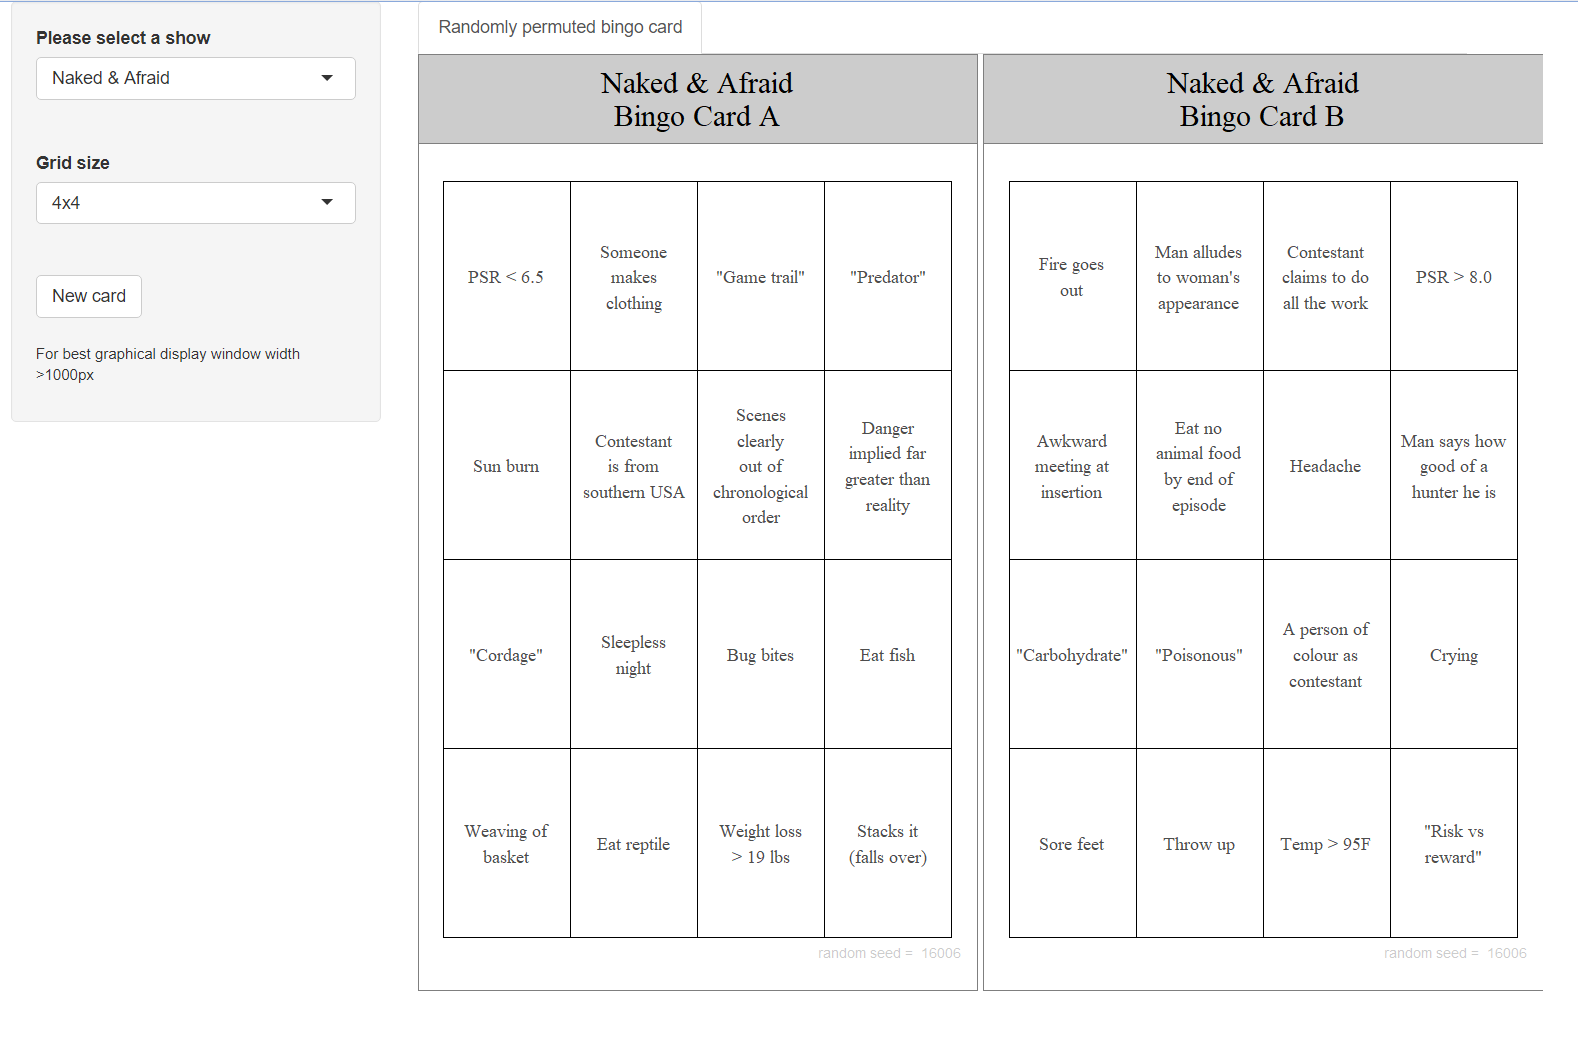 Please select a show
Naked & Afraid
Grid size
4x4
New card
For best graphical display window width
>1000px
Randomly permuted bingo card
Naked & Afraid
Bingo Card A
PSR < 6.5
Someone
makes
clothing
"Game trail"
"Predator"
Sun burn
Contestant
is from
southern USA
Scenes
clearly
out of
chronological
order
Danger
implied far
greater than
reality
"Cordage"
Sleepless
night
Bug bites
Eat fish
Weaving of
basket
Eat reptile
Weight loss
> 19 lbs
Stacks it
(falls over)
random seed = 16006
Naked & Afraid
Bingo Card B
Fire goes
out
Man alludes
to woman's
appearance
Contestant
claims to do
all the work
PSR > 8.0
Awkward
meeting at
insertion
Eat no
animal food
by end of
episode
Headache
Man says how
good of a
hunter he is
"Carbohydrate"
"Poisonous"
A person of
colour as
contestant
Crying
Sore feet
Throw up
Temp > 95F
"Risk vs
reward"
random seed = 16006